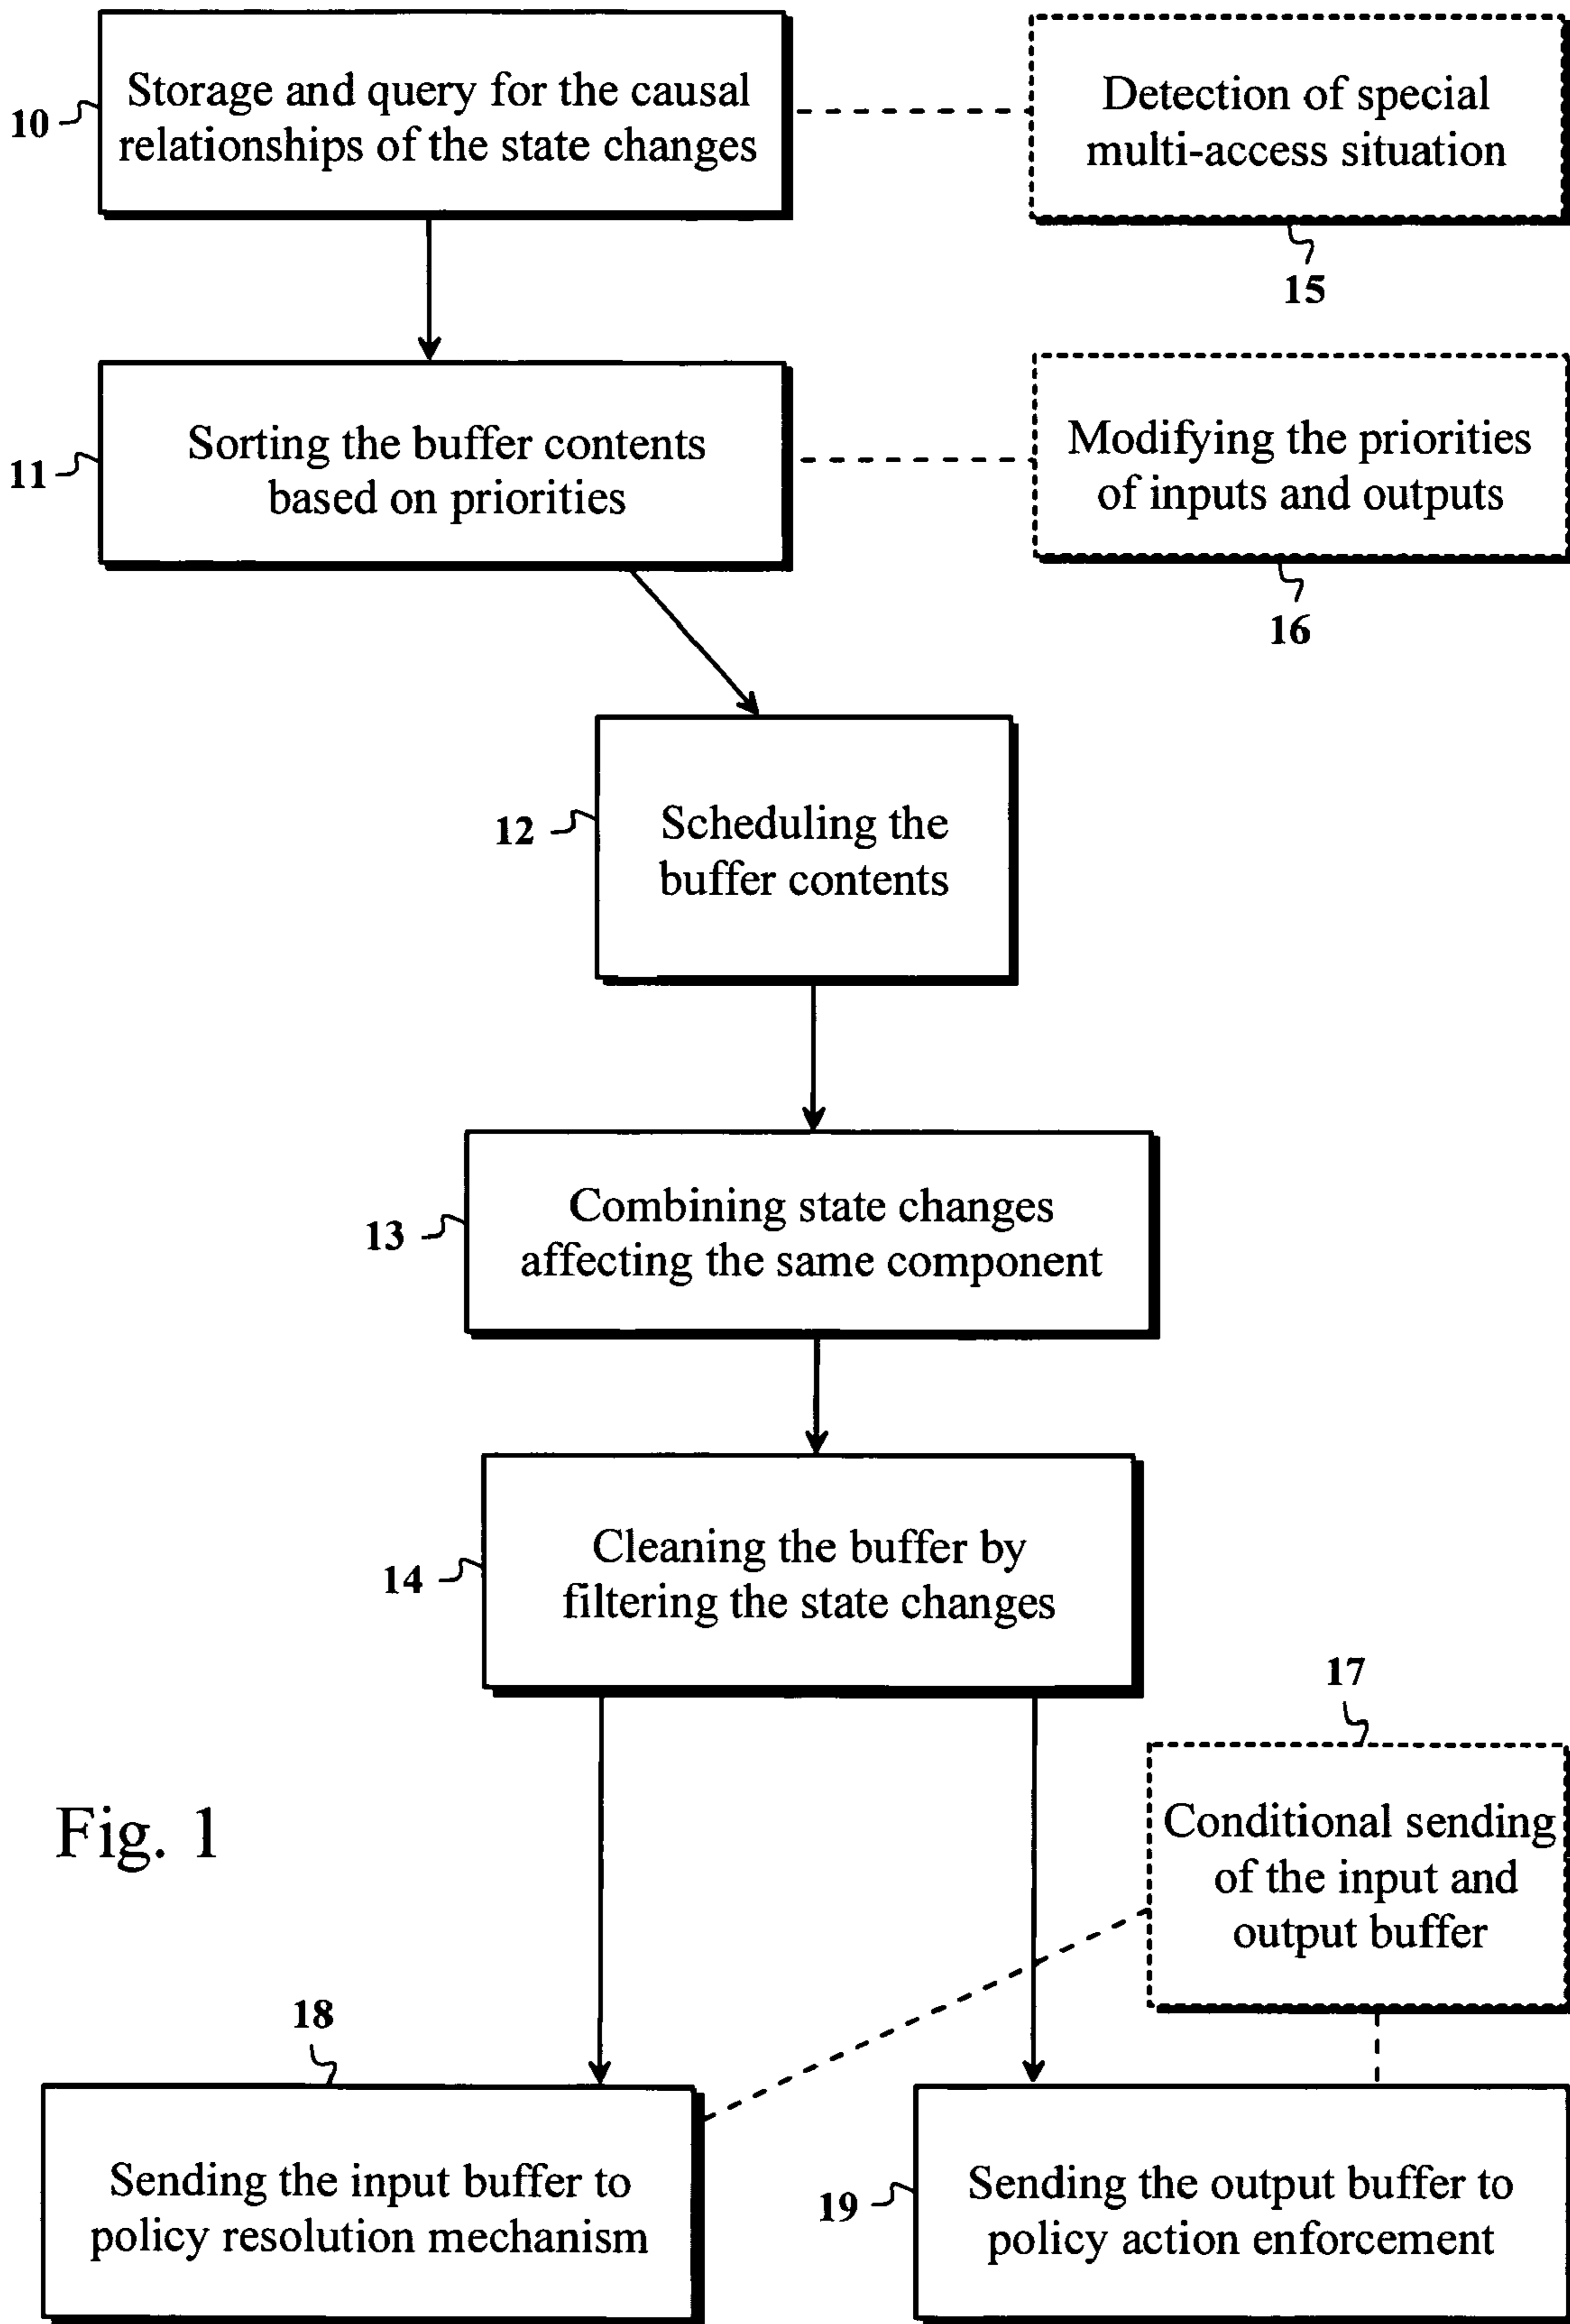 10
Storage and query for the causal
relationships of the state changes
Detection of special
multi-access situation
15
11
Sorting the buffer contents
based on priorities
Modifying the priorities
of inputs and outputs
16
12
Scheduling the
buffer contents
13
Combining state changes
affecting the same component
14
Cleaning the buffer by
filtering the state changes
17
Conditional sending
of the input and
output buffer
Fig. 1
18
Sending the input buffer to
policy resolution mechanism
19
Sending the output buffer to
policy action enforcement